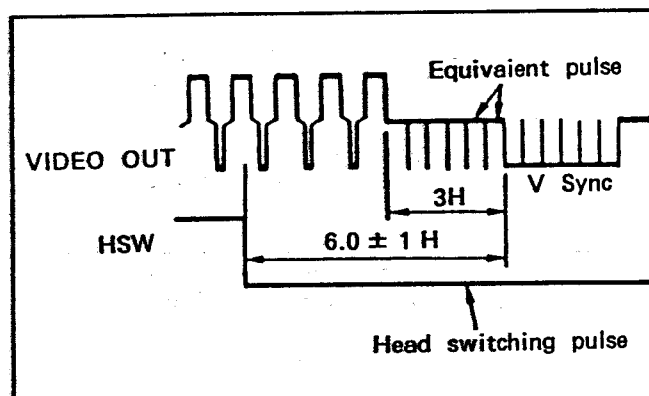 Equivaient pulse
VIDEO OUT
V Sync
3H
HSW
6.0 ± 1 H
Head switching pulse